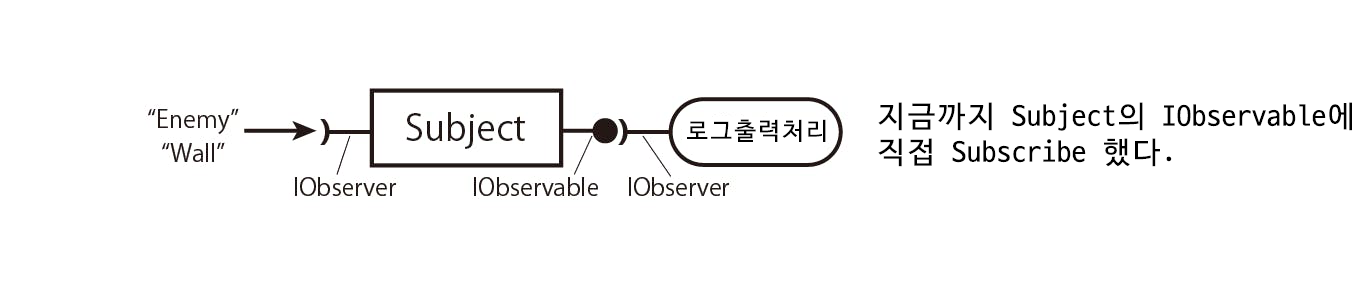 “Enemy”
“Wall”
Subject
로그출력처리
IObserver
IObservable
IObserver
지금까지 Subject의 IObservable에
직접 Subscribe 했다.